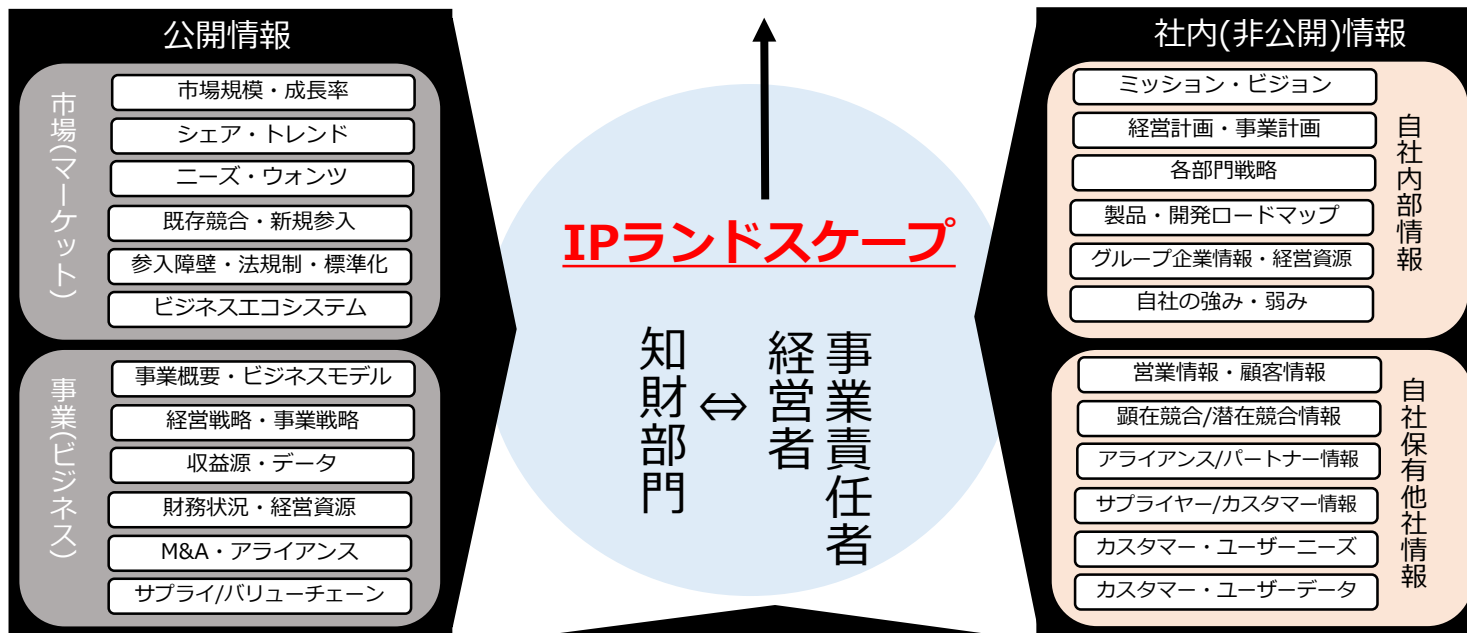 公開情報
市場(マーケット)
市場規模・成長率
シェア・トレンド
ニーズ・ウォンツ
既存競合・新規参入
参入障壁・法規制・標準化
ビジネスエコシステム
事業(ビジネス)
事業概要・ビジネスモデル
経営戦略・事業戦略
収益源・データ
財務状況・経営資源
M&A・アライアンス
サプライ/バリューチェーン
IPランドスケープ
知財部門
⇔
経営者
事業責任者
社内(非公開)情報
ミッション・ビジョン
経営計画・事業計画
各部門戦略
製品・開発ロードマップ
グループ企業情報・経営資源
自社の強み・弱み
自社内部情報
営業情報・顧客情報
顕在競合/潜在競合情報
アライアンス/パートナー情報
サプライヤー/カスタマー情報
カスタマー・ユーザーニーズ
カスタマー・ユーザーデータ
自社保有他社情報